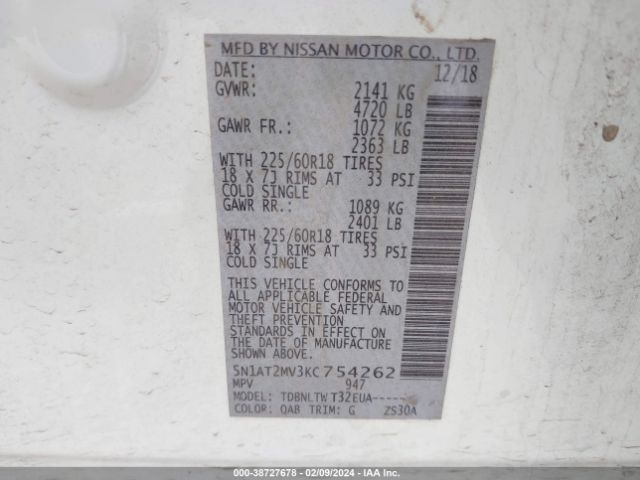 MFD BY NISSAN MOTOR CO., LTD.
DATE: 12/18
GVWR: 2141 KG
4720 LB
GAWR FR.: 1072 KG
2363 LB
WITH 225/60R18 TIRES
18 X 7J RIMS AT 33 PSI
COLD SINGLE
GAWR RR.: 1089 KG
2401 LB
WITH 225/60R18 TIRES
18 X 7J RIMS AT 33 PSI
COLD SINGLE
THIS VEHICLE CONFORMS TO
ALL APPLICABLE FEDERAL
MOTOR VEHICLE SAFETY AND
THEFT PREVENTION
STANDARDS IN EFFECT ON
THE DATE OF MANUFACTURE
SHOWN ABOVE.
5N1AT2MV3KC754262
MPV 947
MODEL: TDBNLTWT32EUA-----
COLOR: QAB TRIM: G ZS30A
000-38727678 - 02/09/2024 - IAA Inc.